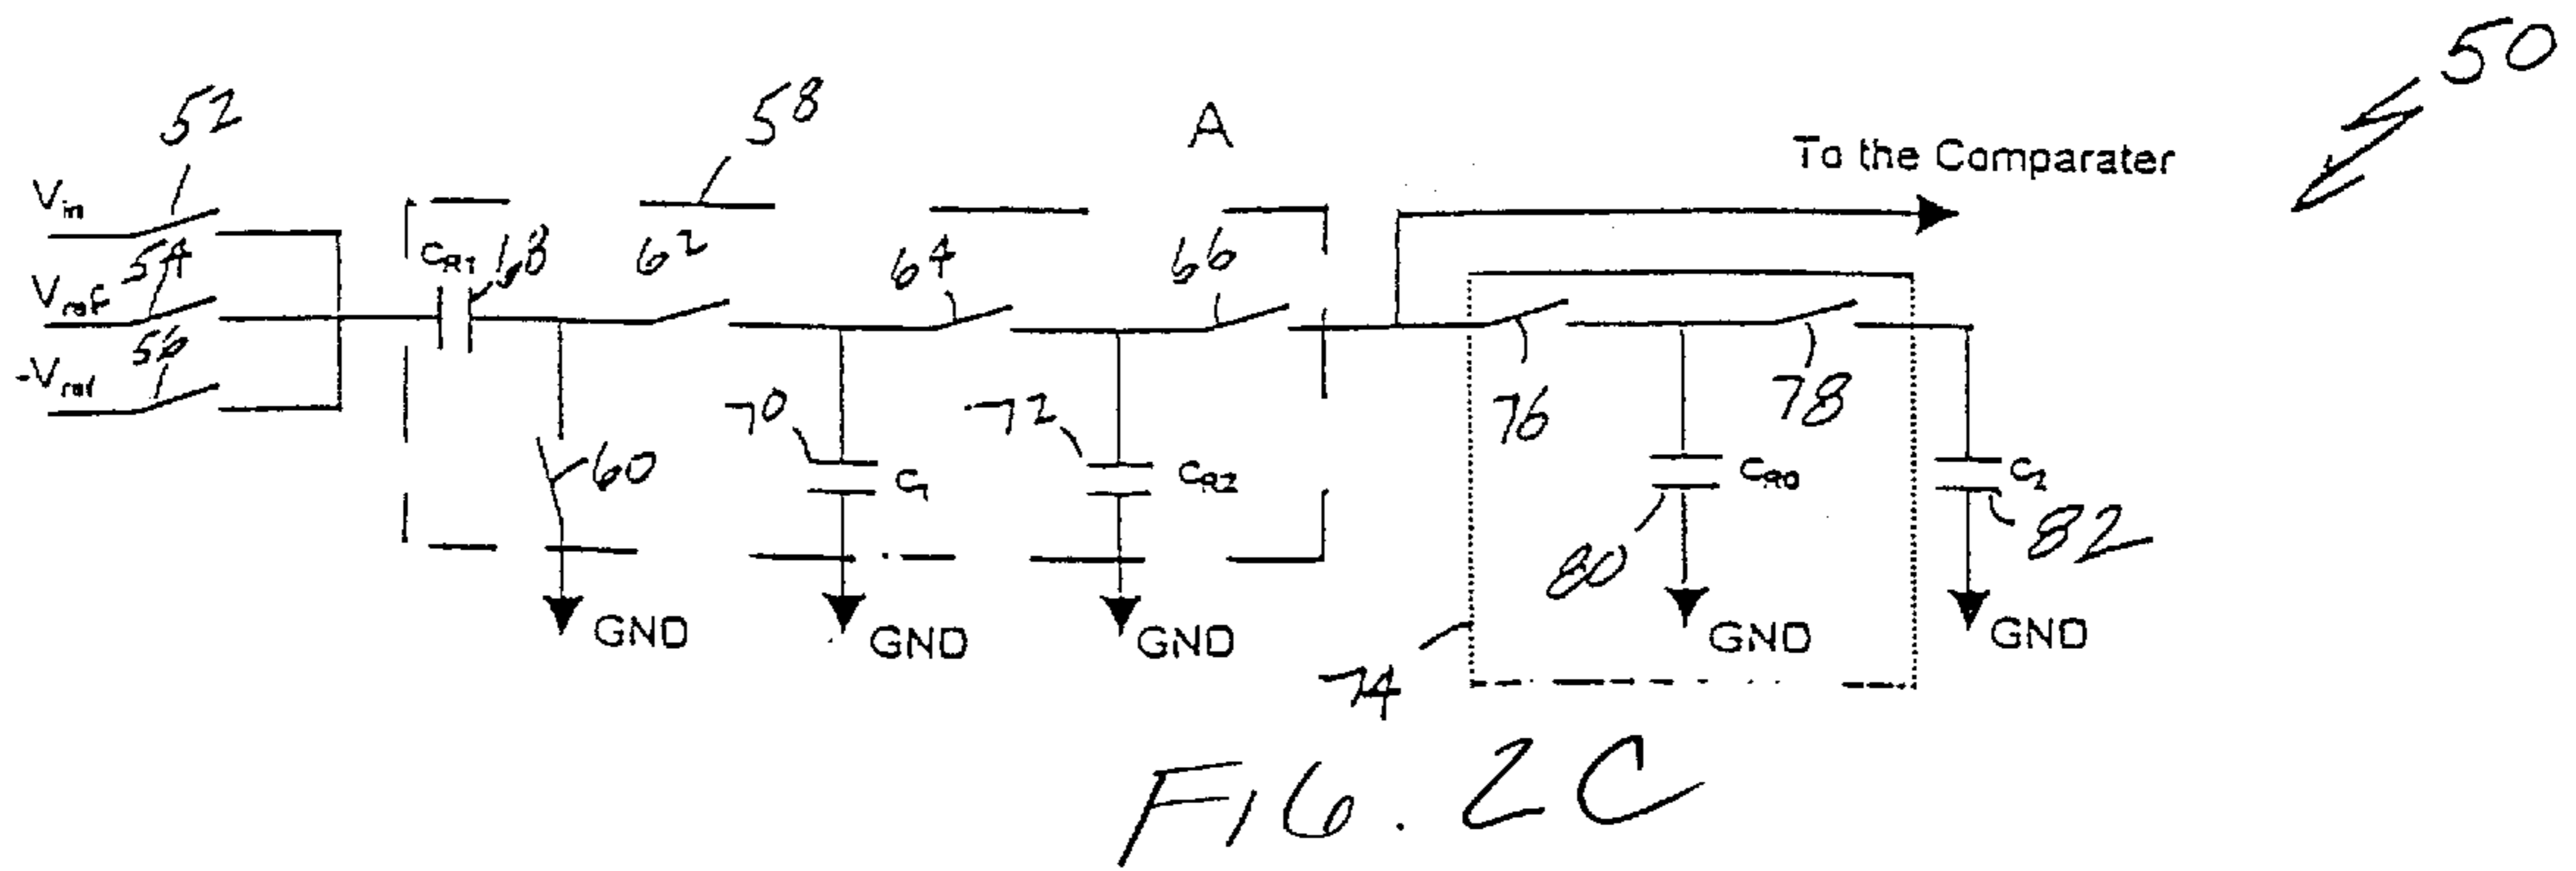 50
52
58
A
To the Comparater
Vin
54
Vref
CR1
68
62
64
66
56
-Vref
60
70
C1
72
CR2
76
78
80
CR0
C2
82
GND
GND
GND
GND
GND
74
FIG. 2C